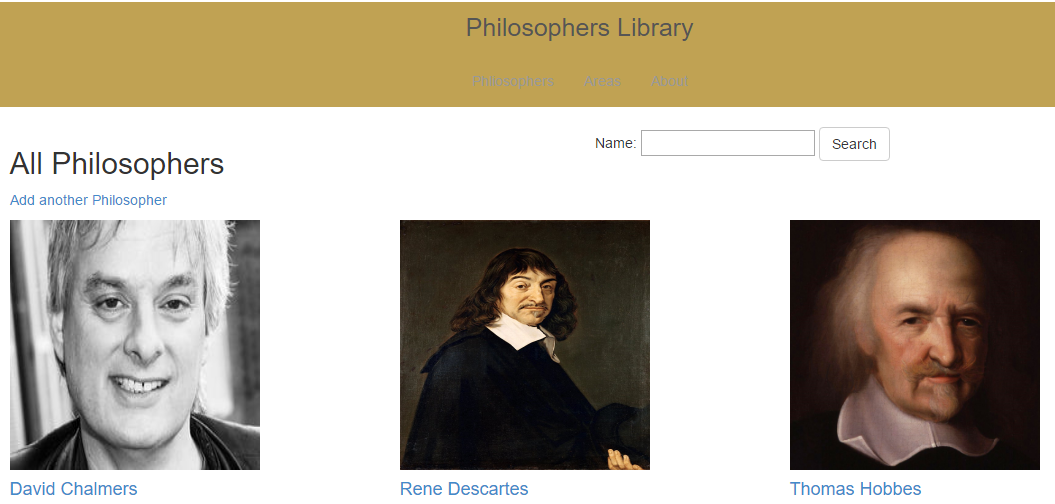 Philosophers Library
Philosophers Areas About
Name: Search
All Philosophers
Add another Philosopher
David Chalmers Rene Descartes Thomas Hobbes